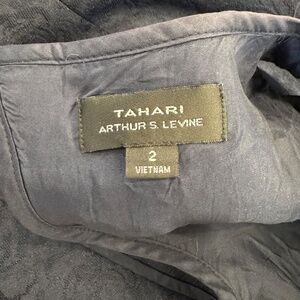 TAHARI
ARTHUR S. LEVINE
2
VIETNAM